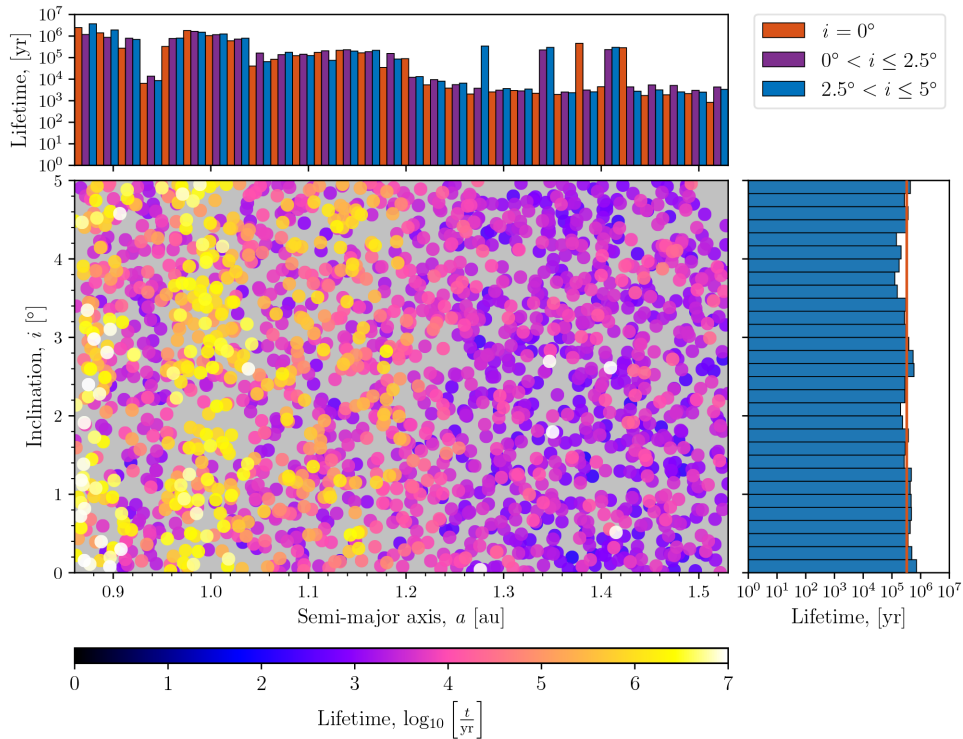 10^7
10^6
10^5
10^4
10^3
10^2
10^1
10^0
Lifetime, [yr]
i = 0°
0° < i ≤ 2.5°
2.5° < i ≤ 5°
5
4
3
2
1
0
Inclination, i [°]
0.9 1.0 1.1 1.2 1.3 1.4 1.5
Semi-major axis, a [au]
10^0 10^1 10^2 10^3 10^4 10^5 10^6 10^7
Lifetime, [yr]
0 1 2 3 4 5 6 7
Lifetime, log_10 [t/yr]